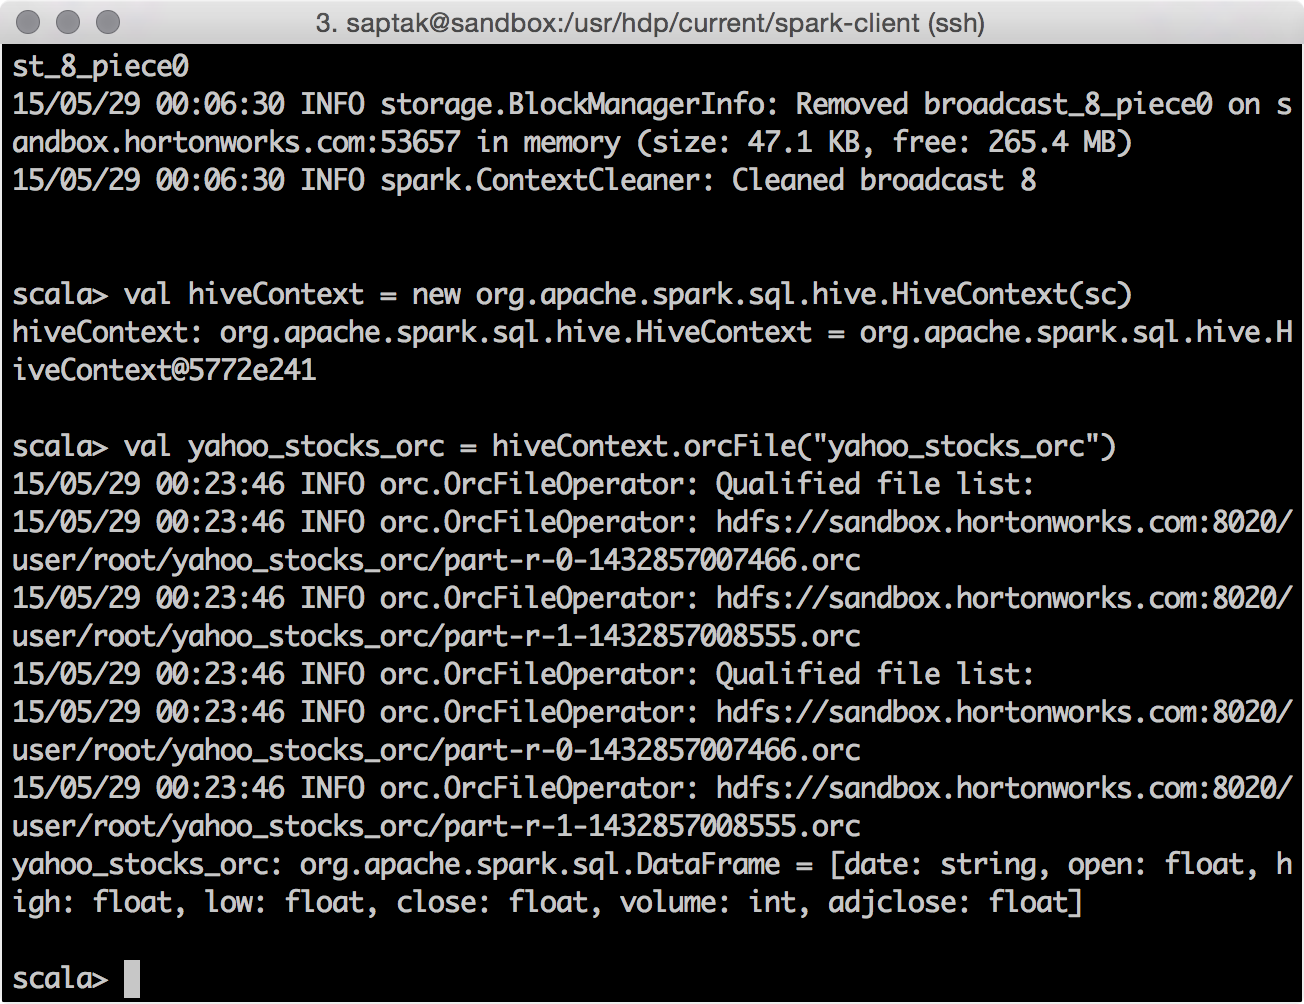 3. saptak@sandbox:/usr/hdp/current/spark-client (ssh)
st_8_piece0
15/05/29 00:06:30 INFO storage.BlockManagerInfo: Removed broadcast_8_piece0 on s
andbox.hortonworks.com:53657 in memory (size: 47.1 KB, free: 265.4 MB)
15/05/29 00:06:30 INFO spark.ContextCleaner: Cleaned broadcast 8
scala> val hiveContext = new org.apache.spark.sql.hive.HiveContext(sc)
hiveContext: org.apache.spark.sql.hive.HiveContext = org.apache.spark.sql.hive.H
iveContext@5772e241
scala> val yahoo_stocks_orc = hiveContext.orcFile("yahoo_stocks_orc")
15/05/29 00:23:46 INFO orc.OrcFileOperator: Qualified file list:
15/05/29 00:23:46 INFO orc.OrcFileOperator: hdfs://sandbox.hortonworks.com:8020/
user/root/yahoo_stocks_orc/part-r-0-1432857007466.orc
15/05/29 00:23:46 INFO orc.OrcFileOperator: hdfs://sandbox.hortonworks.com:8020/
user/root/yahoo_stocks_orc/part-r-1-1432857008555.orc
15/05/29 00:23:46 INFO orc.OrcFileOperator: Qualified file list:
15/05/29 00:23:46 INFO orc.OrcFileOperator: hdfs://sandbox.hortonworks.com:8020/
user/root/yahoo_stocks_orc/part-r-0-1432857007466.orc
15/05/29 00:23:46 INFO orc.OrcFileOperator: hdfs://sandbox.hortonworks.com:8020/
user/root/yahoo_stocks_orc/part-r-1-1432857008555.orc
yahoo_stocks_orc: org.apache.spark.sql.DataFrame = [date: string, open: float, h
igh: float, low: float, close: float, volume: int, adjclose: float]
scala>